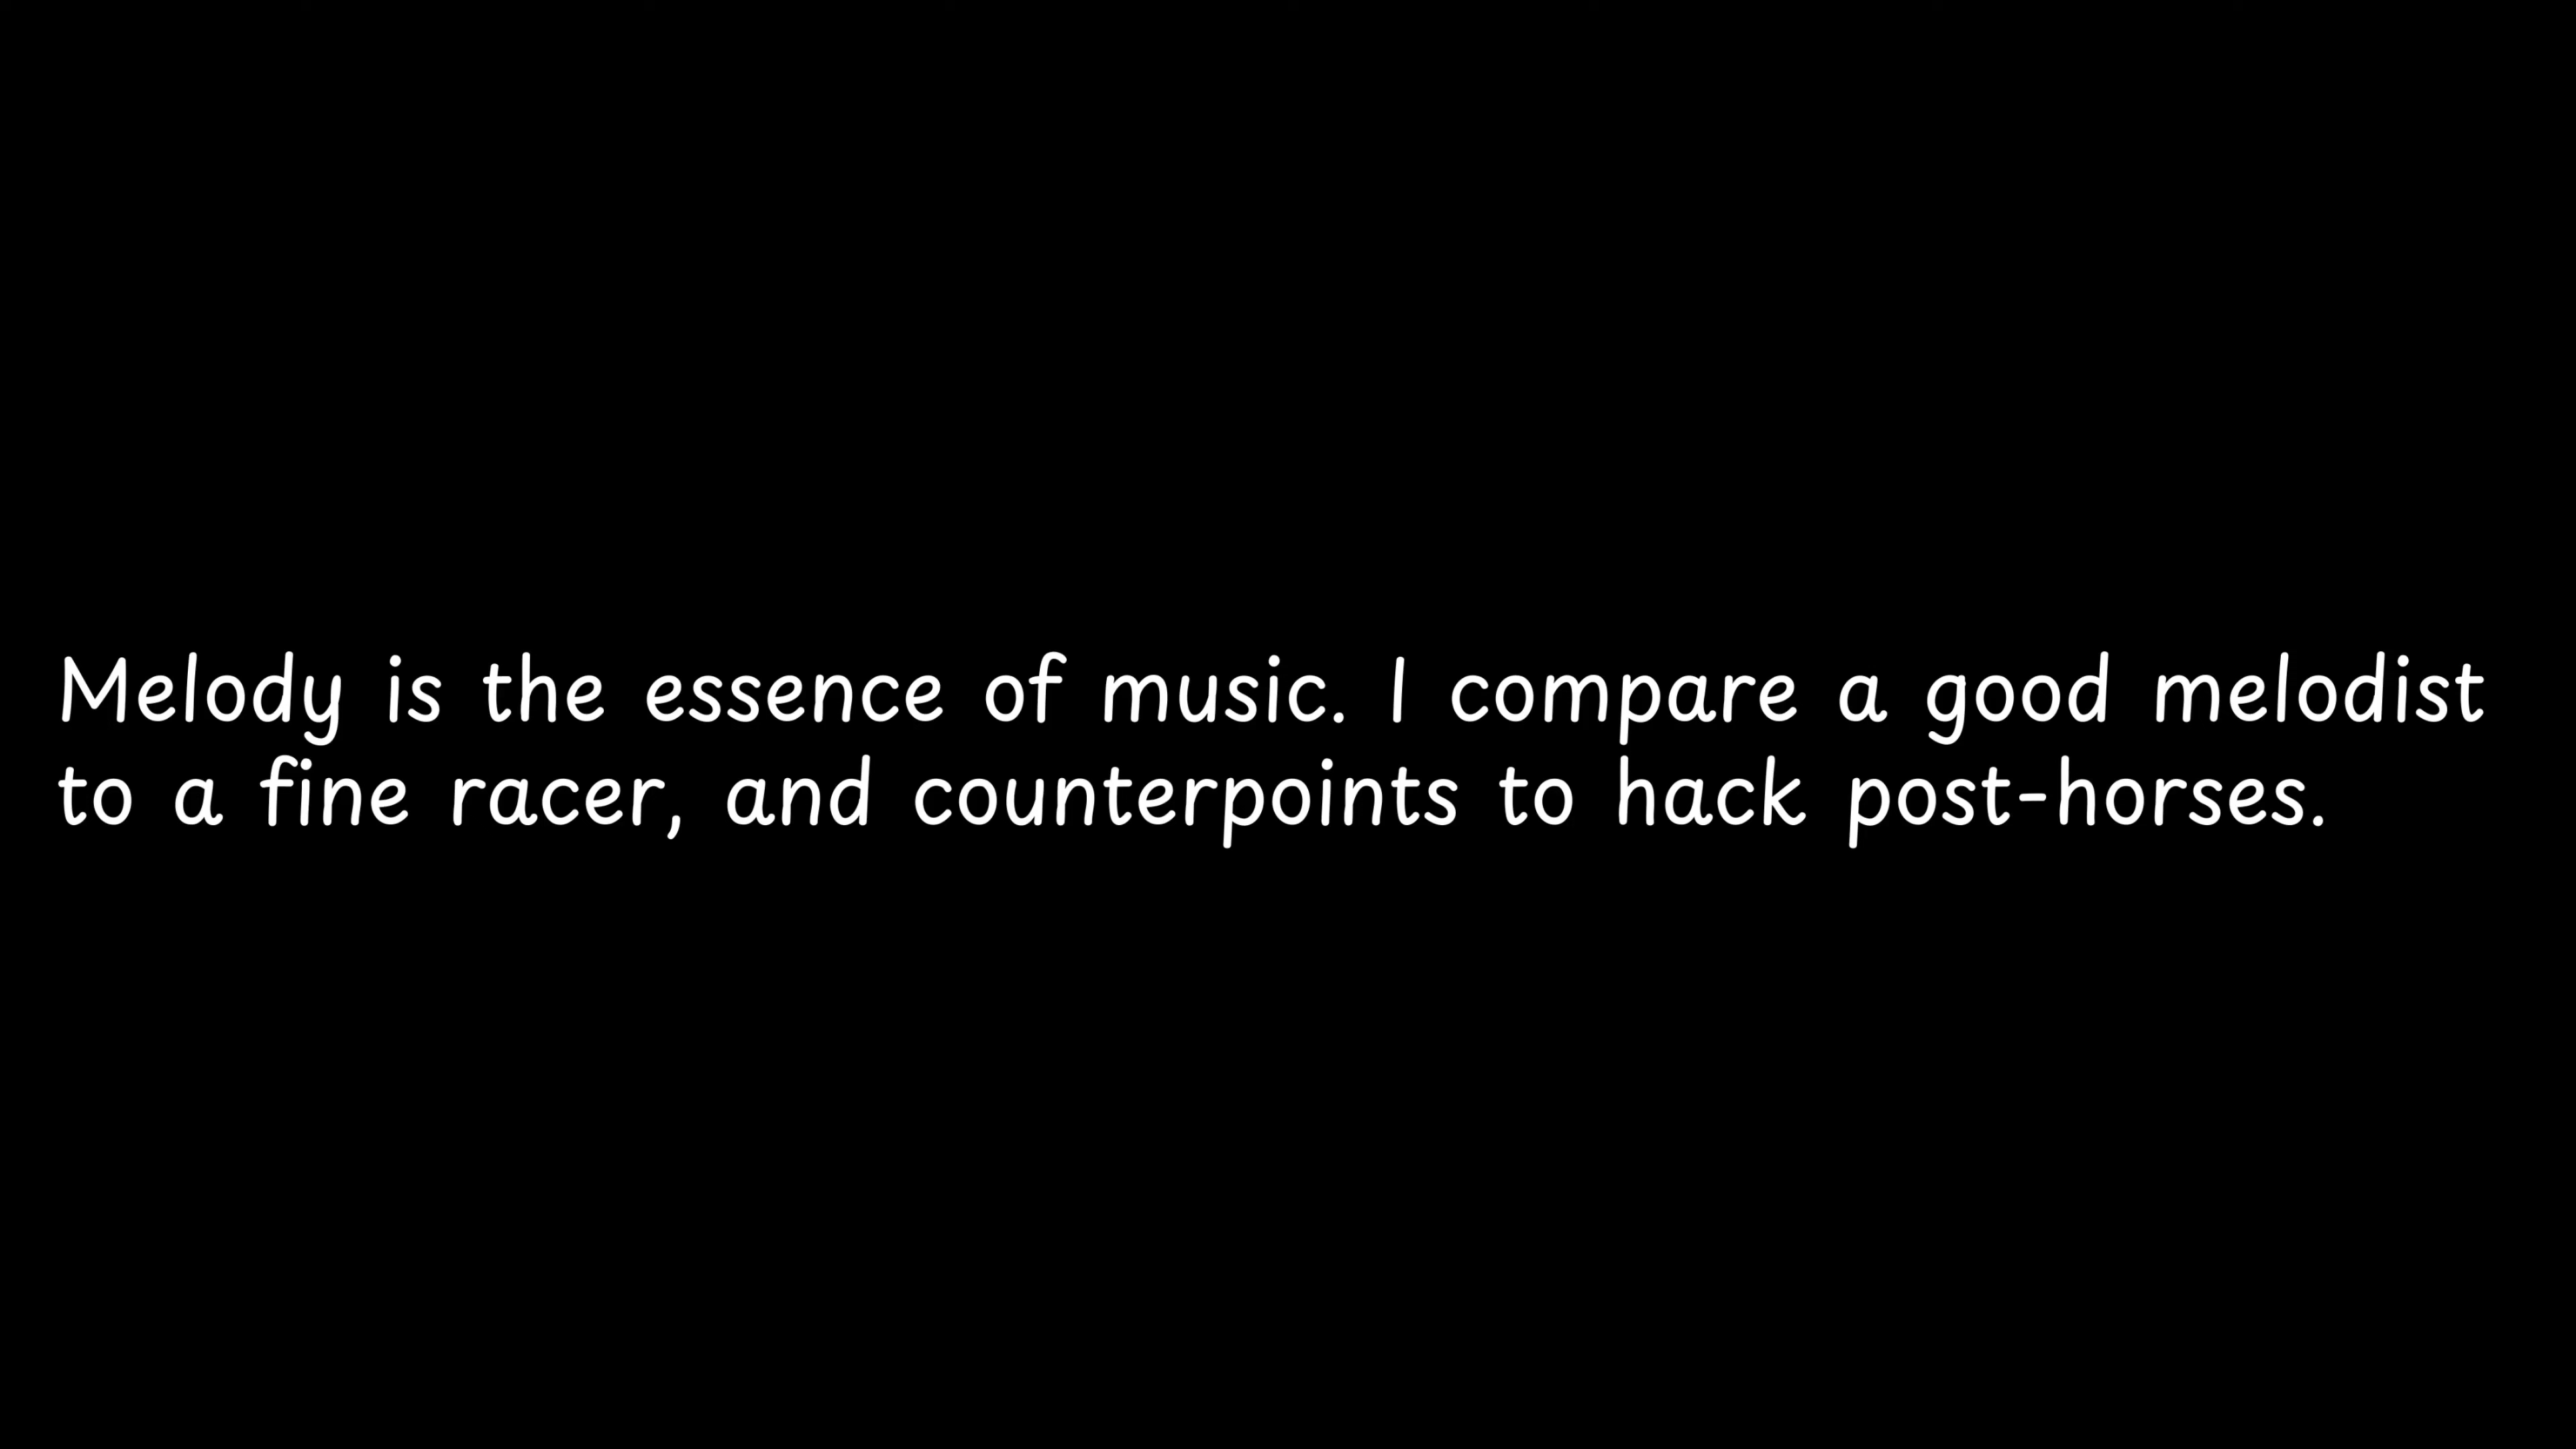 Melody is the essence of music. I compare a good melodist
to a fine racer, and counterpoints to hack post-horses.